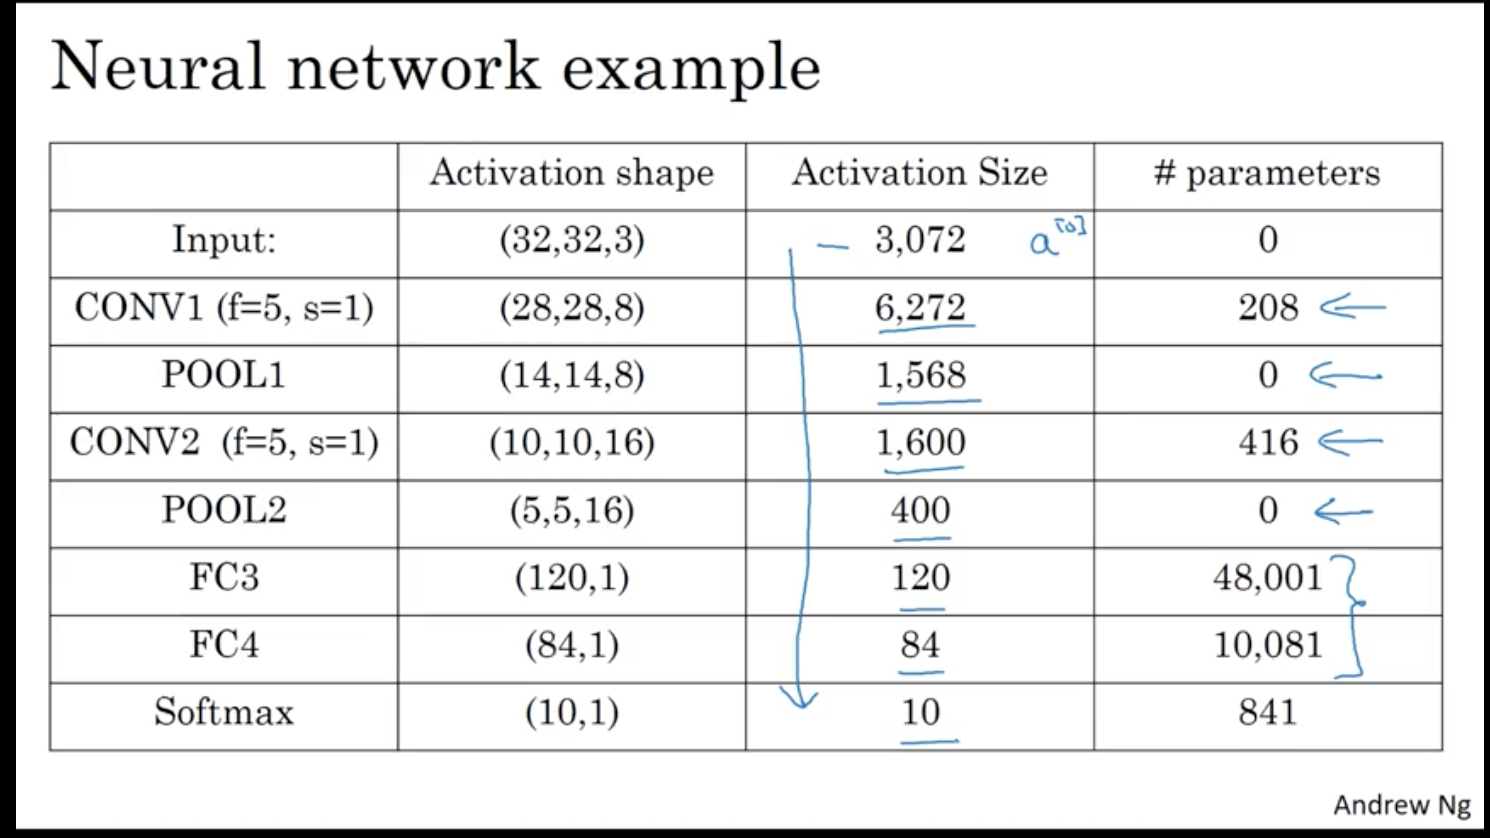 Neural network example
Activation shape Activation Size # parameters
Input: (32,32,3) 3,072 a[0] 0
CONV1 (f=5, s=1) (28,28,8) 6,272 208
POOL1 (14,14,8) 1,568 0
CONV2 (f=5, s=1) (10,10,16) 1,600 416
POOL2 (5,5,16) 400 0
FC3 (120,1) 120 48,001
FC4 (84,1) 84 10,081
Softmax (10,1) 10 841
Andrew Ng